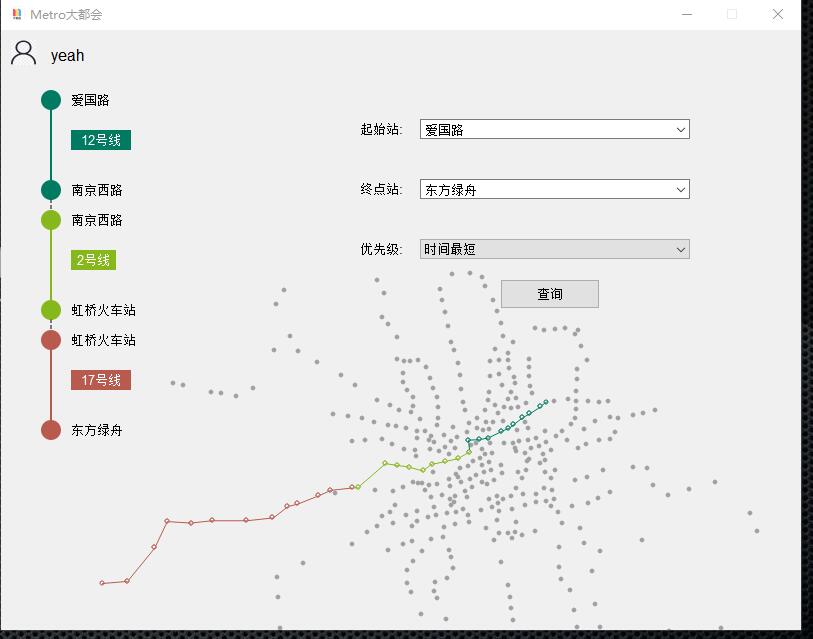 Metro大都会
yeah
爱国路
12号线
南京西路
南京西路
2号线
虹桥火车站
虹桥火车站
17号线
东方绿舟
起始站: 爱国路
终点站: 东方绿舟
优先级: 时间最短
查询